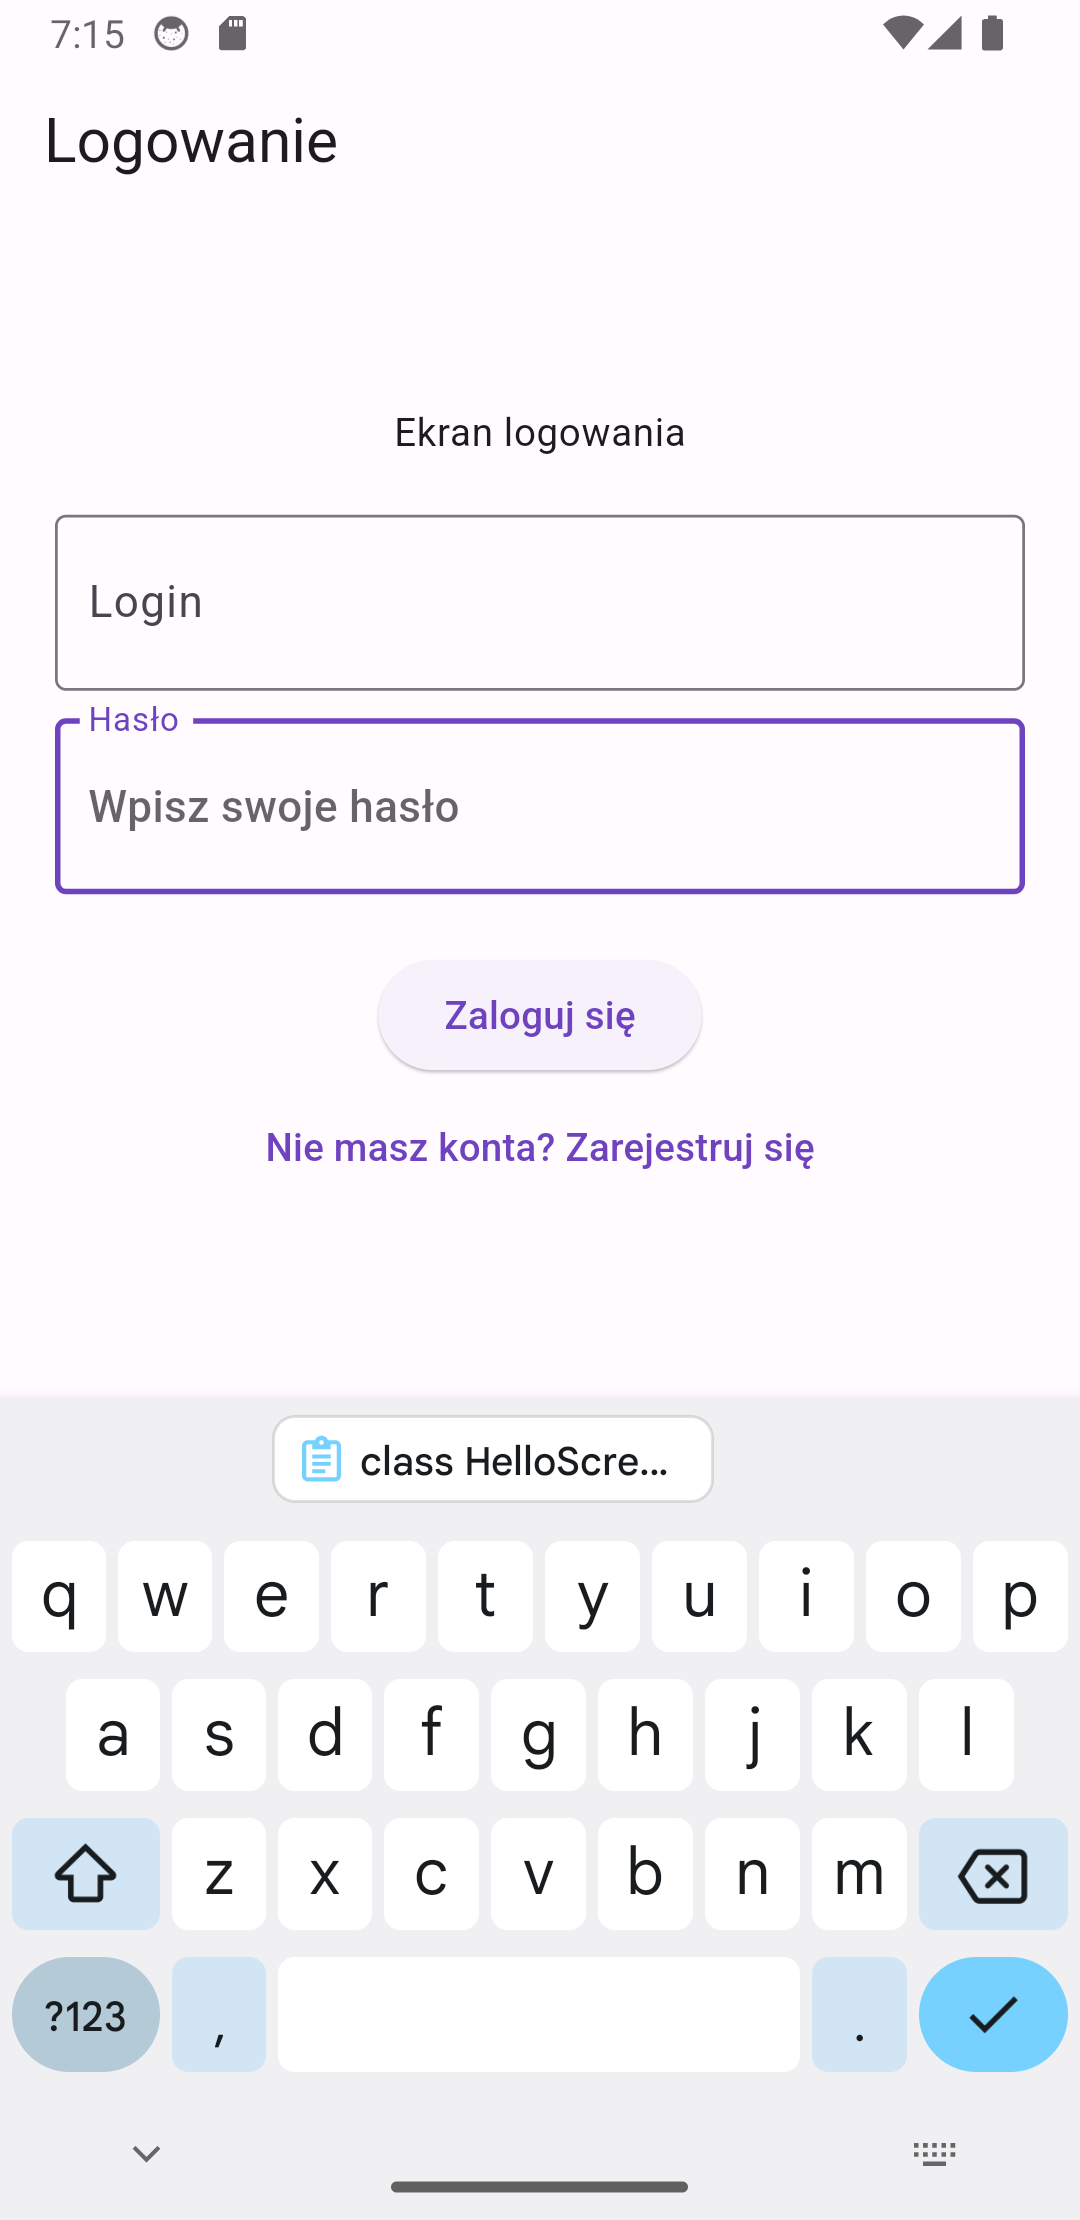 7:15
Logowanie
Ekran logowania
Login
Hasło
Wpisz swoje hasło
Zaloguj się
Nie masz konta? Zarejestruj się
class HelloScre...
q w e r t y u i o p
a s d f g h j k l
z x c v b n m
?123 , .